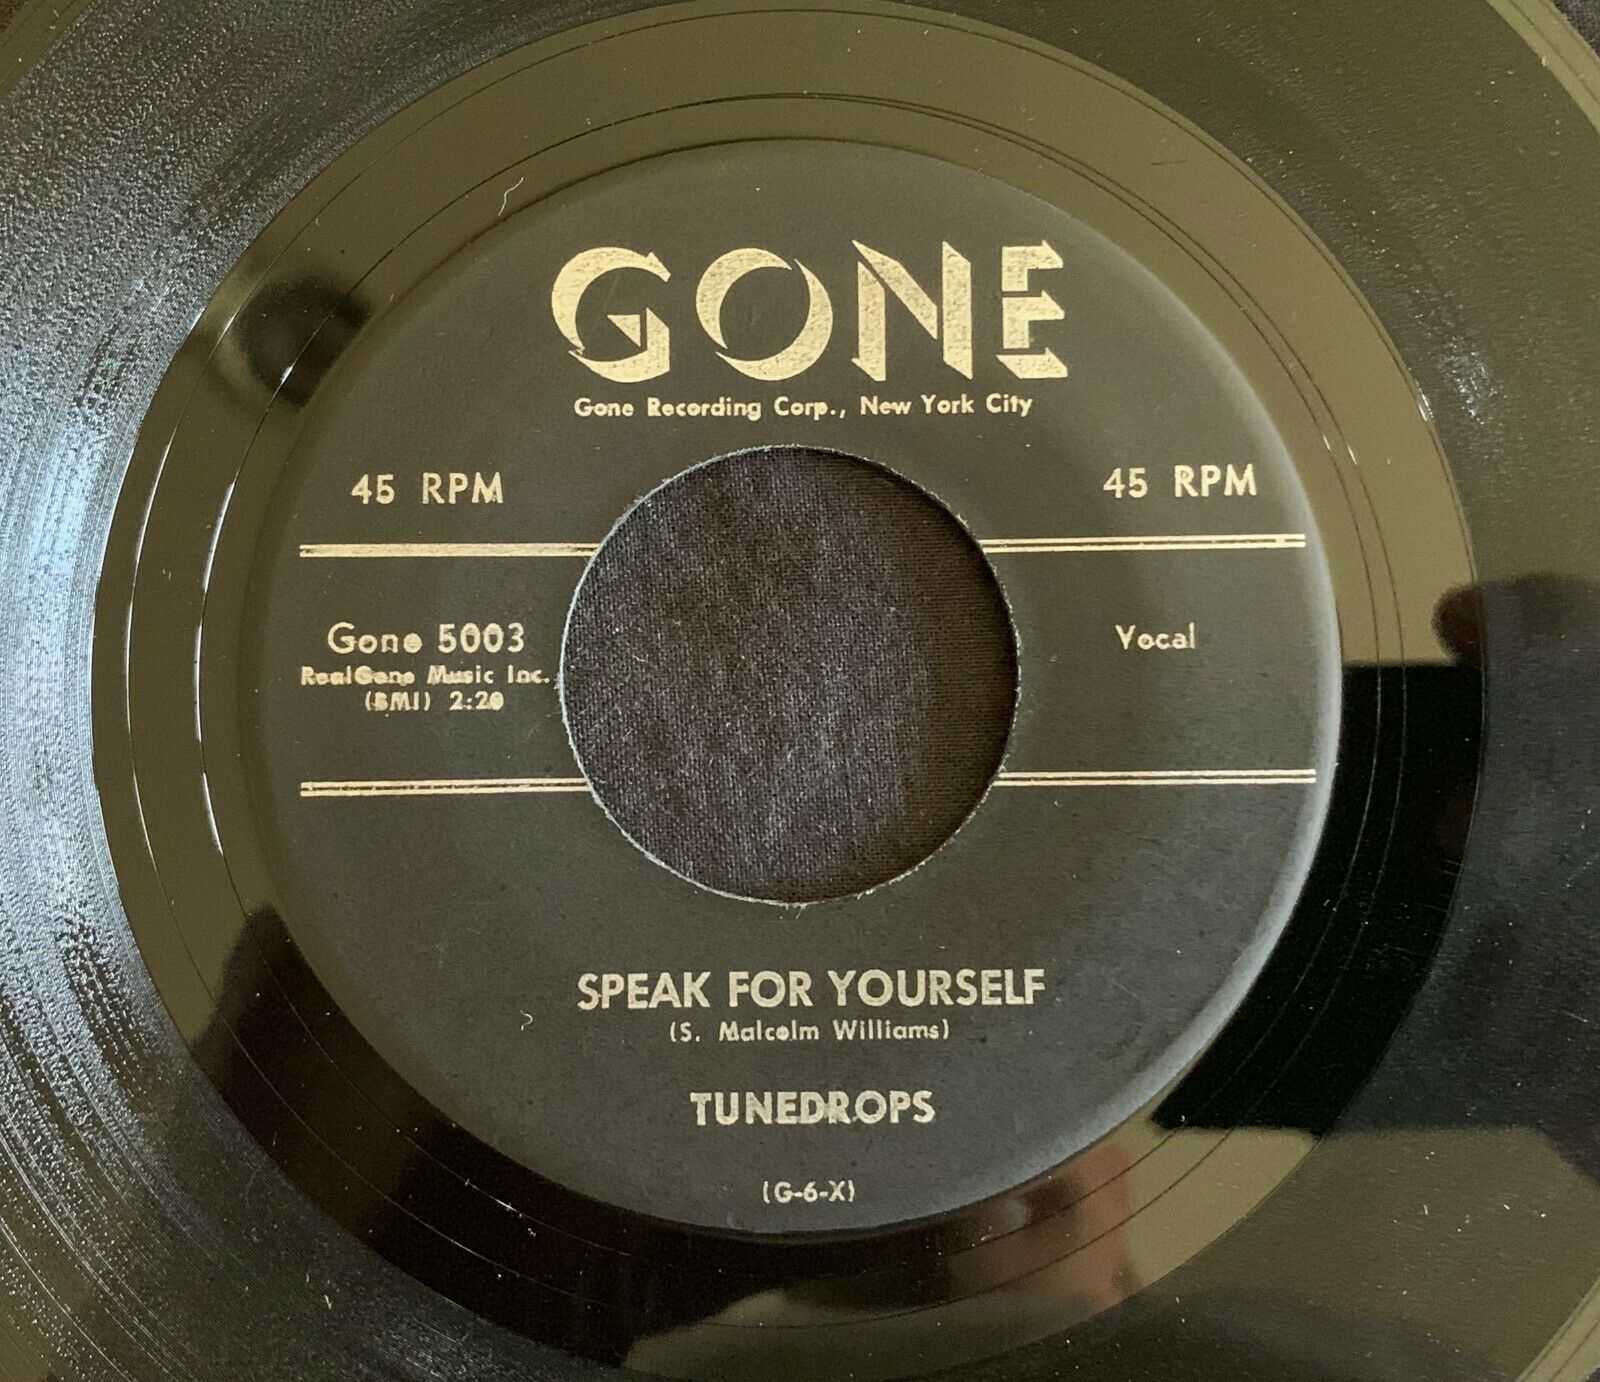 GONE
Gone Recording Corp., New York City
45 RPM
45 RPM
Gone 5003
RealGone Music Inc.
(BMI) 2:20
Vocal
SPEAK FOR YOURSELF
(S. Malcolm Williams)
TUNEDROPS
(G-6-X)